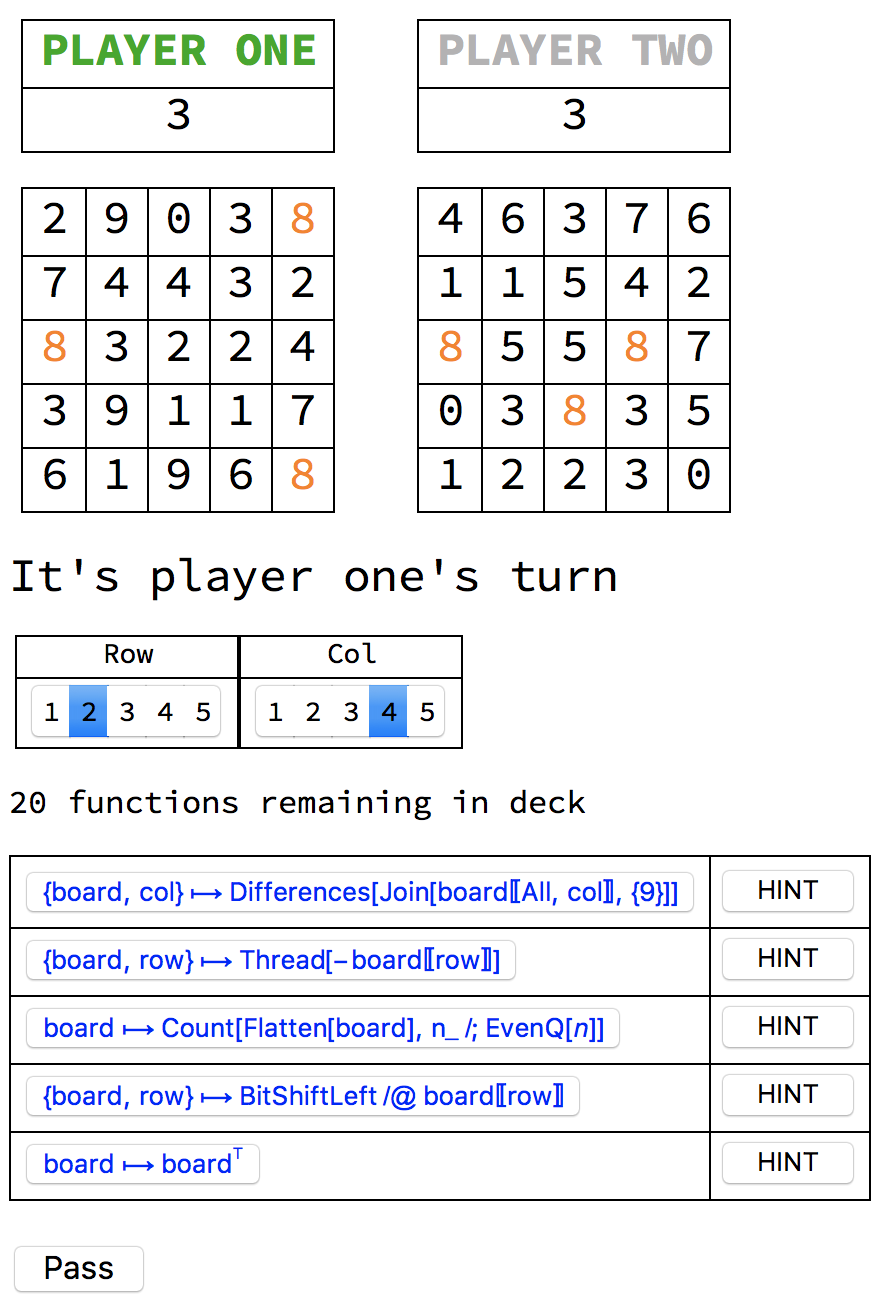 PLAYER ONE PLAYER TWO
3 3
2 9 0 3 8 4 6 3 7 6
7 4 4 3 2 1 1 5 4 2
8 3 2 2 4 8 5 5 8 7
3 9 1 1 7 0 3 8 3 5
6 1 9 6 8 1 2 2 3 0
It's player one's turn
Row Col
1 2 3 4 5 1 2 3 4 5
20 functions remaining in deck
{board, col} ↦ Differences[Join[board⟦All, col⟧, {9}]] HINT
{board, row} ↦ Thread[-board⟦row⟧] HINT
board ↦ Count[Flatten[board], n_ /; EvenQ[n]] HINT
{board, row} ↦ BitShiftLeft /@ board⟦row⟧ HINT
board ↦ boardᵀ HINT
Pass